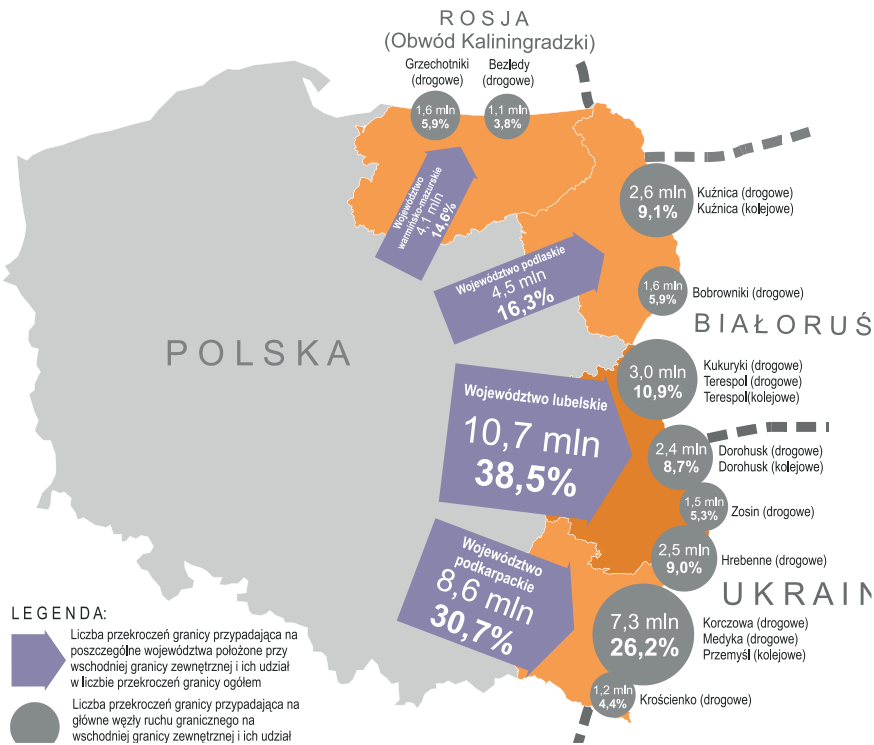 ROSJA
(Obwód Kaliningradzki)
Grzechotniki
(drogowe)
Bezledy
(drogowe)
1,6 mln
5,9%
1,1 mln
3,8%
Województwo
warmińsko-mazurskie
4,1 mln
14,6%
2,6 mln
9,1%
Kuźnica (drogowe)
Kuźnica (kolejowe)
Województwo podlaskie
4,5 mln
16,3%
1,6 mln
5,9%
Bobrowniki (drogowe)
BIAŁORUŚ
POLSKA
3,0 mln
10,9%
Kukuryki (drogowe)
Terespol (drogowe)
Terespol(kolejowe)
Województwo lubelskie
10,7 mln
38,5%
2,4 mln
8,7%
Dorohusk (drogowe)
Dorohusk (kolejowe)
1,5 mln
5,3%
Zosin (drogowe)
2,5 mln
9,0%
Hrebenne (drogowe)
Województwo
podkarpackie
8,6 mln
30,7%
UKRAIN
7,3 mln
26,2%
Korczowa (drogowe)
Medyka (drogowe)
Przemyśl (kolejowe)
1,2 mln
4,4%
Krościenko (drogowe)
LEGENDA:
Liczba przekroczeń granicy przypadająca na
poszczególne województwa położone przy
wschodniej granicy zewnętrznej i ich udział
w liczbie przekroczeń granicy ogółem
Liczba przekroczeń granicy przypadająca na
główne węzły ruchu granicznego na
wschodniej granicy zewnętrznej i ich udział